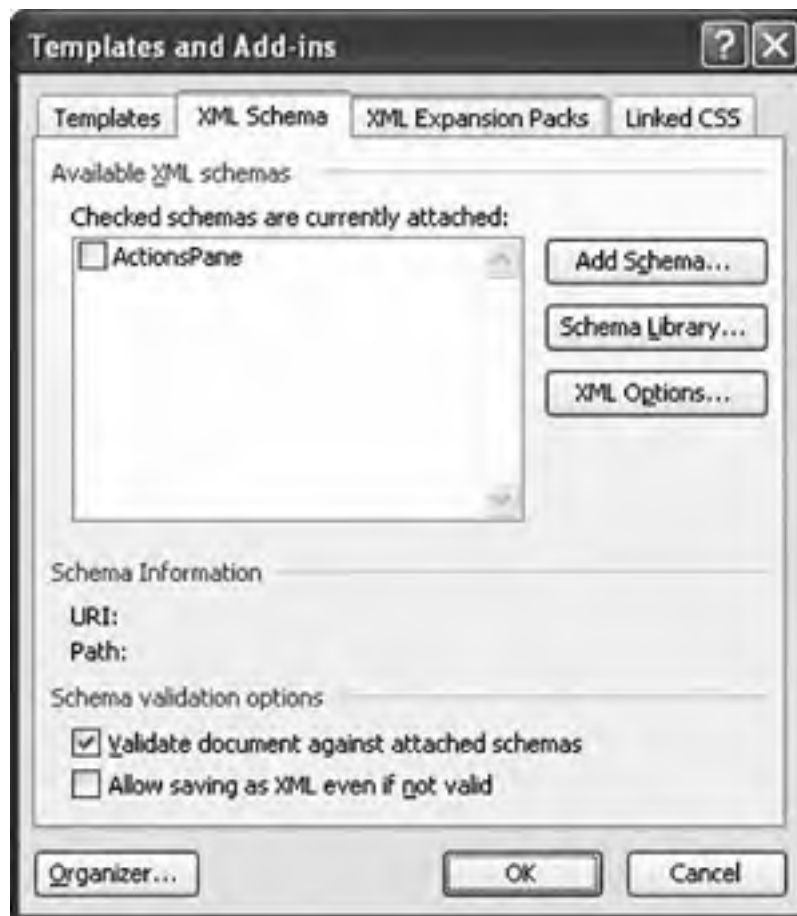 Templates and Add-ins
Templates XML Schema XML Expansion Packs Linked CSS
Available XML schemas
Checked schemas are currently attached:
ActionsPane
Add Schema...
Schema Library...
XML Options...
Schema Information
URI:
Path:
Schema validation options
Validate document against attached schemas
Allow saving as XML even if not valid
Organizer... OK Cancel